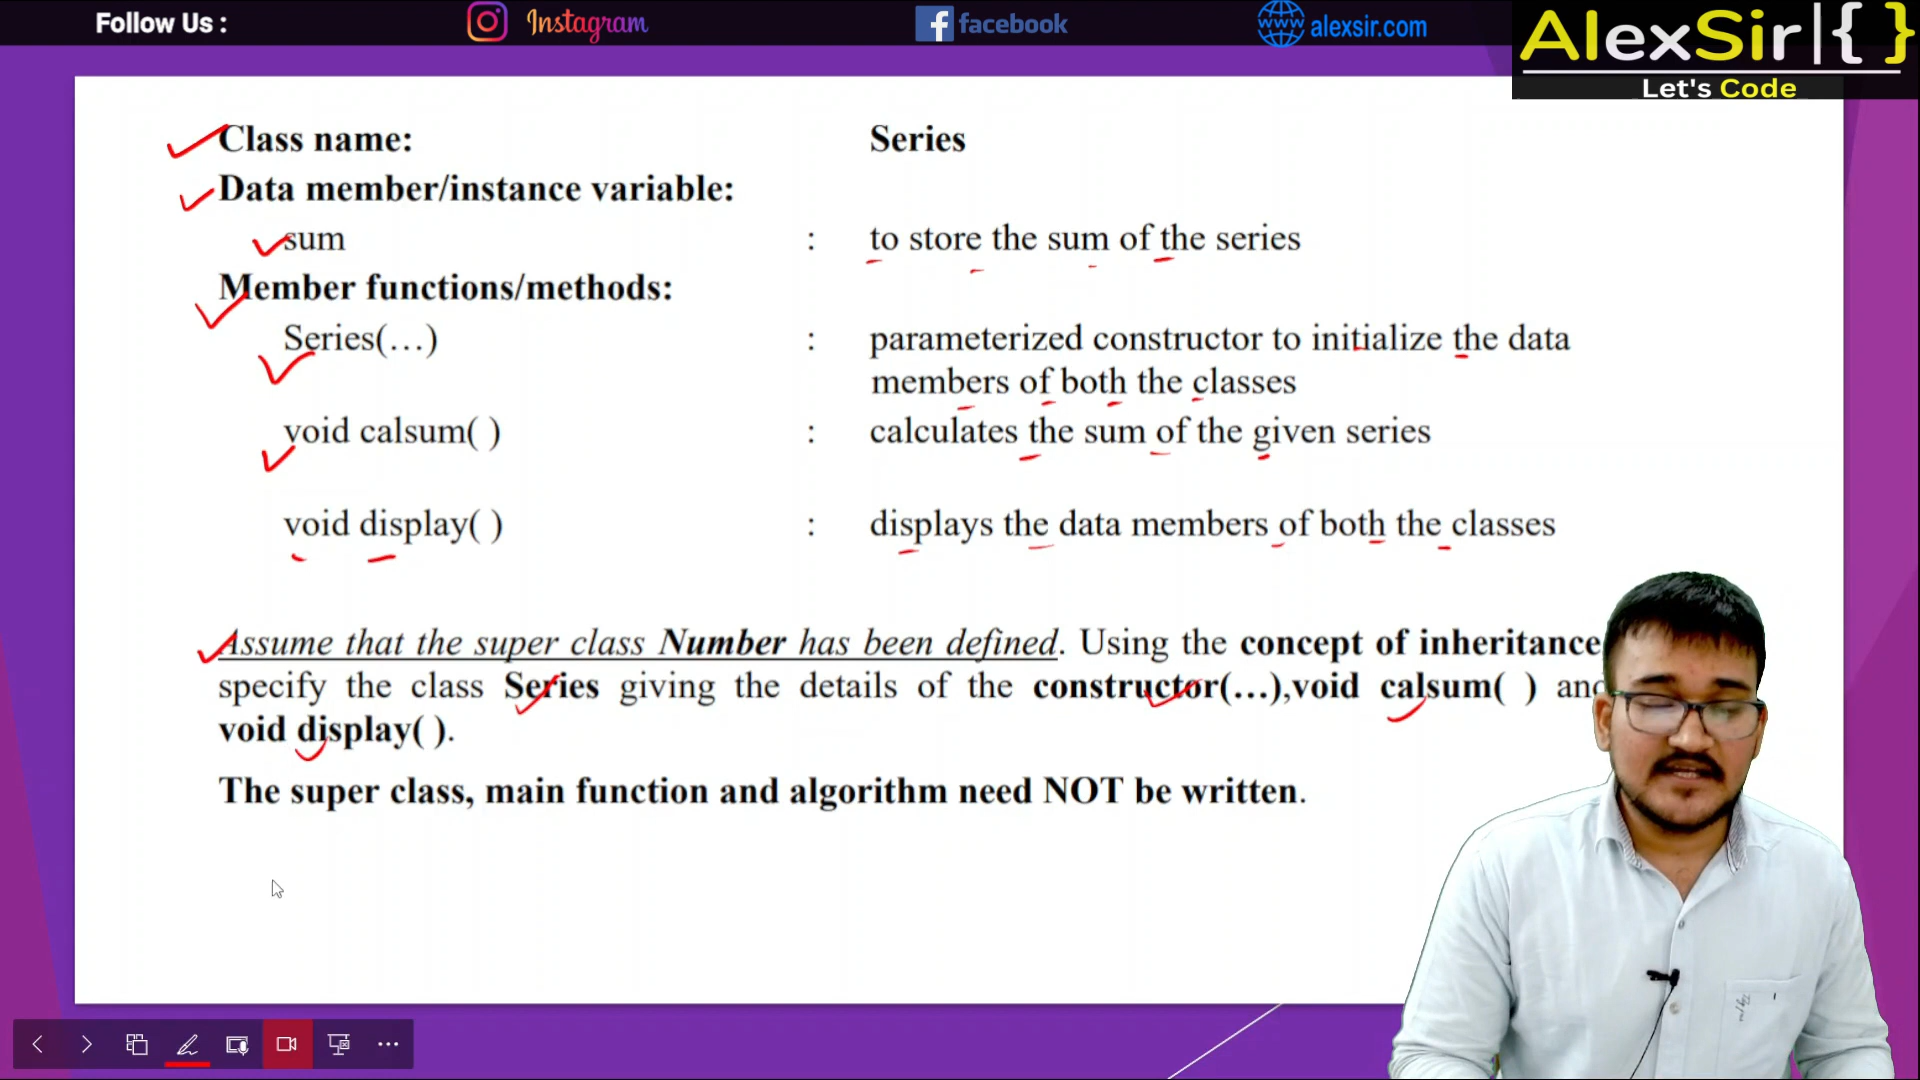 Follow Us : Instagram facebook www alexsir.com AlexSir|{ }
Let's Code
Class name: Series
Data member/instance variable:
sum : to store the sum of the series
Member functions/methods:
Series(…) : parameterized constructor to initialize the data
members of both the classes
void calsum( ) : calculates the sum of the given series
void display( ) : displays the data members of both the classes
Assume that the super class Number has been defined. Using the concept of inheritance
specify the class Series giving the details of the constructor(…),void calsum( ) and
void display( ).
The super class, main function and algorithm need NOT be written.